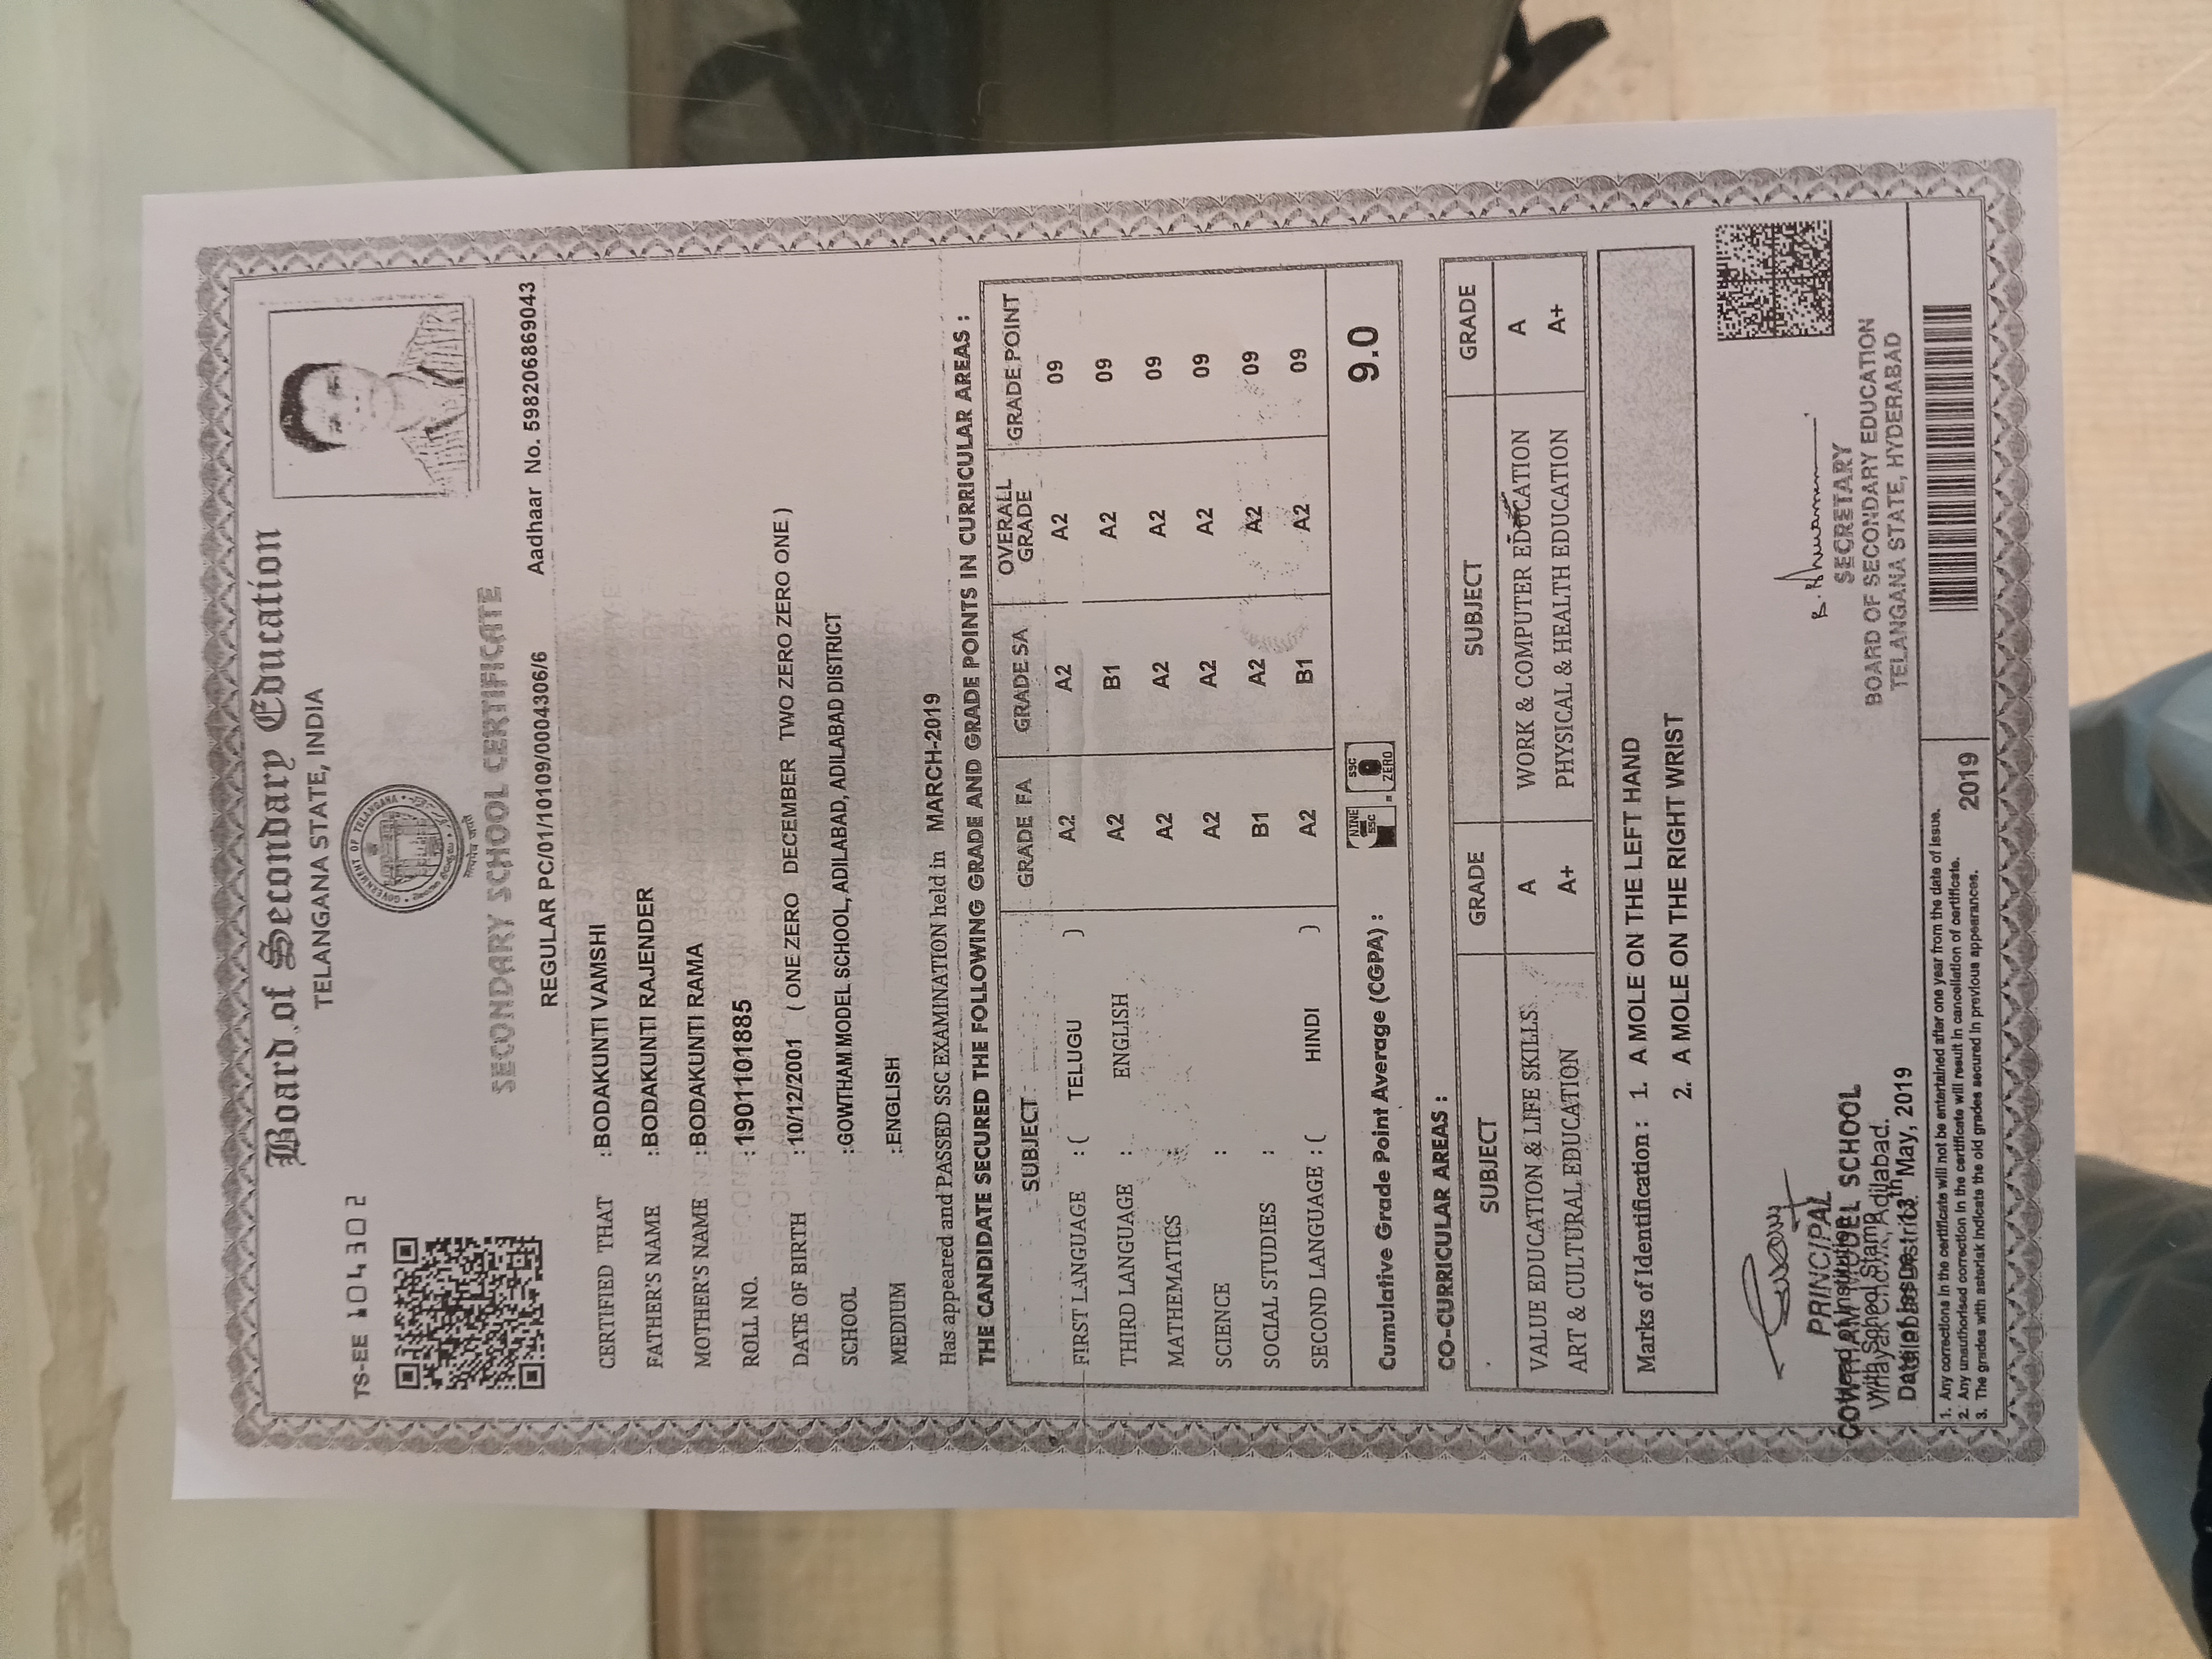 Board of Secondary Education
TELANGANA STATE, INDIA
TS-EE 104302
GOVERNMENT OF TELANGANA
सत्यमेव जयते
SECONDARY SCHOOL CERTIFICATE
REGULAR PC/01/10109/0004306/6 Aadhaar No. 598206869043
CERTIFIED THAT :BODAKUNTI VAMSHI
FATHER'S NAME :BODAKUNTI RAJENDER
MOTHER'S NAME :BODAKUNTI RAMA
ROLL NO. :1901101885
DATE OF BIRTH :10/12/2001 ( ONE ZERO DECEMBER TWO ZERO ZERO ONE )
SCHOOL :GOWTHAM MODEL SCHOOL, ADILABAD, ADILABAD DISTRICT
MEDIUM :ENGLISH
Has appeared and PASSED SSC EXAMINATION held in MARCH-2019
THE CANDIDATE SECURED THE FOLLOWING GRADE AND GRADE POINTS IN CURRICULAR AREAS :
SUBJECT GRADE FA GRADE SA OVERALL GRADE GRADE POINT
FIRST LANGUAGE : ( TELUGU ) A2 A2 A2 09
THIRD LANGUAGE : ENGLISH A2 B1 A2 09
MATHEMATICS : A2 A2 A2 09
SCIENCE : A2 A2 A2 09
SOCIAL STUDIES : B1 A2 A2 09
SECOND LANGUAGE : ( HINDI ) A2 B1 A2 09
Cumulative Grade Point Average (CGPA) : NINE SSC . SSC ZERO 9.0
CO-CURRICULAR AREAS :
SUBJECT GRADE SUBJECT GRADE
VALUE EDUCATION & LIFE SKILLS A WORK & COMPUTER EDUCATION A
ART & CULTURAL EDUCATION A+ PHYSICAL & HEALTH EDUCATION A+
Marks of Identification : 1. A MOLE ON THE LEFT HAND
2. A MOLE ON THE RIGHT WRIST
PRINCIPAL
GOWTHAM MODEL SCHOOL
With School Stamp
Vinayak Chowk, Adilabad.
Date of Issue : 13th May, 2019
SECRETARY
BOARD OF SECONDARY EDUCATION
TELANGANA STATE, HYDERABAD
1. Any corrections in the certificate will not be entertained after one year from the date of issue.
2. Any unauthorised correction in the certificate will result in cancellation of certificate.
3. The grades with asterisk indicate the old grades secured in previous appearances.
2019